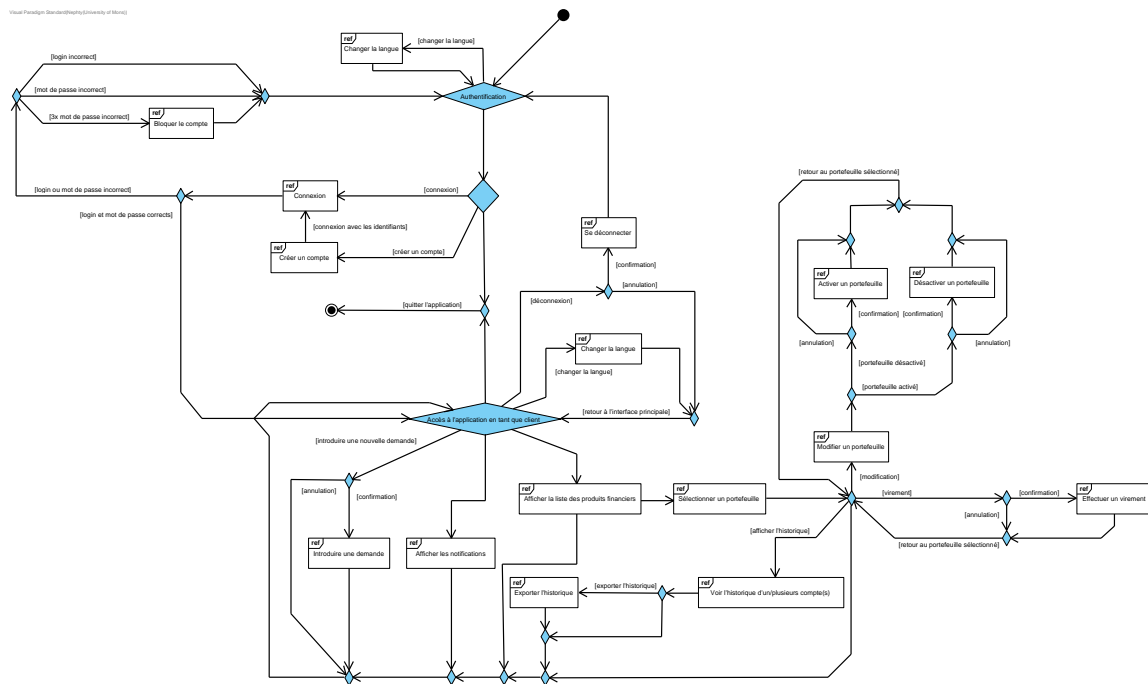 Visual Paradigm Standard(Nephty(University of Mons))
ref
Changer la langue
[changer la langue]
[login incorrect]
[mot de passe incorrect]
[3x mot de passe incorrect]
ref
Bloquer le compte
Authentification
[login ou mot de passe incorrect]
[login et mot de passe corrects]
ref
Connexion
[connexion]
[connexion avec les identifiants]
ref
Créer un compte
[créer un compte]
[quitter l'application]
ref
Se déconnecter
[confirmation]
[déconnexion]
[annulation]
ref
Changer la langue
[changer la langue]
Accès à l'application en tant que client
[retour à l'interface principale]
[retour au portefeuille sélectionné]
ref
Activer un portefeuille
ref
Désactiver un portefeuille
[confirmation]
[confirmation]
[annulation]
[annulation]
[portefeuille désactivé]
[portefeuille activé]
ref
Modifier un portefeuille
[modification]
[introduire une nouvelle demande]
[annulation]
[confirmation]
ref
Introduire une demande
ref
Afficher les notifications
ref
Afficher la liste des produits financiers
ref
Sélectionner un portefeuille
[virement]
[confirmation]
ref
Effectuer un virement
[annulation]
[retour au portefeuille sélectionné]
[afficher l'historique]
ref
Exporter l'historique
[exporter l'historique]
ref
Voir l'historique d'un/plusieurs compte(s)